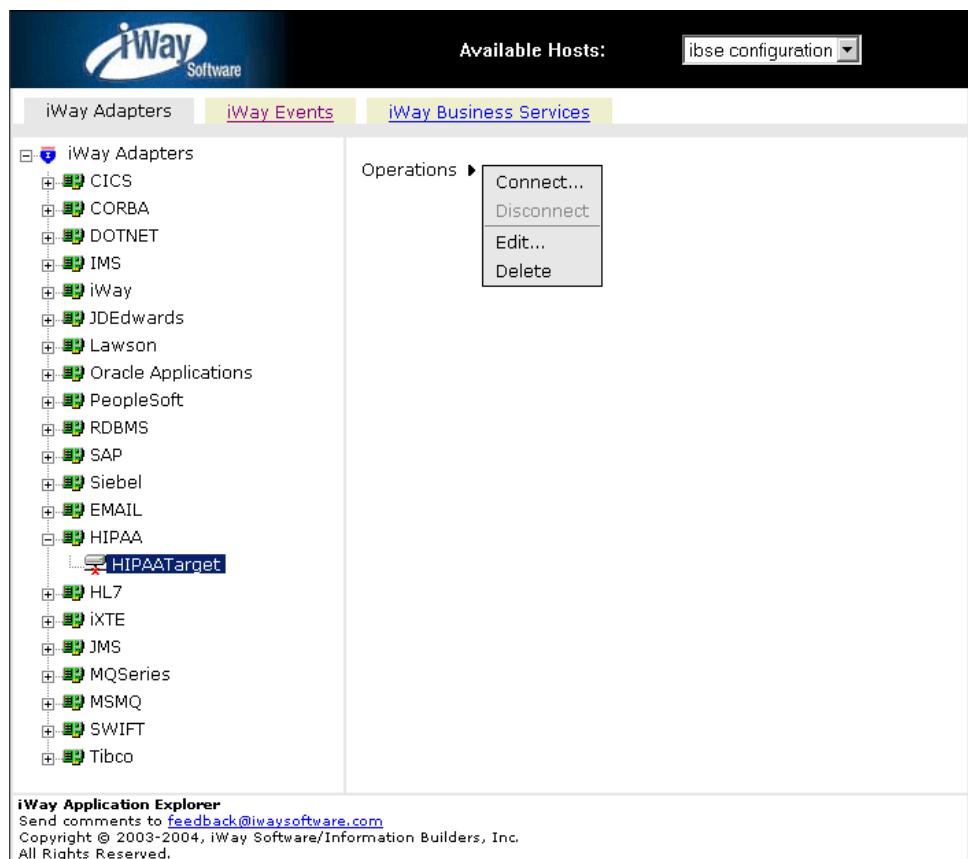 iWay
Software
Available Hosts:
ibse configuration
iWay Adapters
iWay Events
iWay Business Services
iWay Adapters
CICS
CORBA
DOTNET
IMS
iWay
JDEdwards
Lawson
Oracle Applications
PeopleSoft
RDBMS
SAP
Siebel
EMAIL
HIPAA
HIPAATarget
HL7
iXTE
JMS
MQSeries
MSMQ
SWIFT
Tibco
Operations
Connect...
Disconnect
Edit...
Delete
iWay Application Explorer
Send comments to feedback@iwaysoftware.com
Copyright © 2003-2004, iWay Software/Information Builders, Inc.
All Rights Reserved.